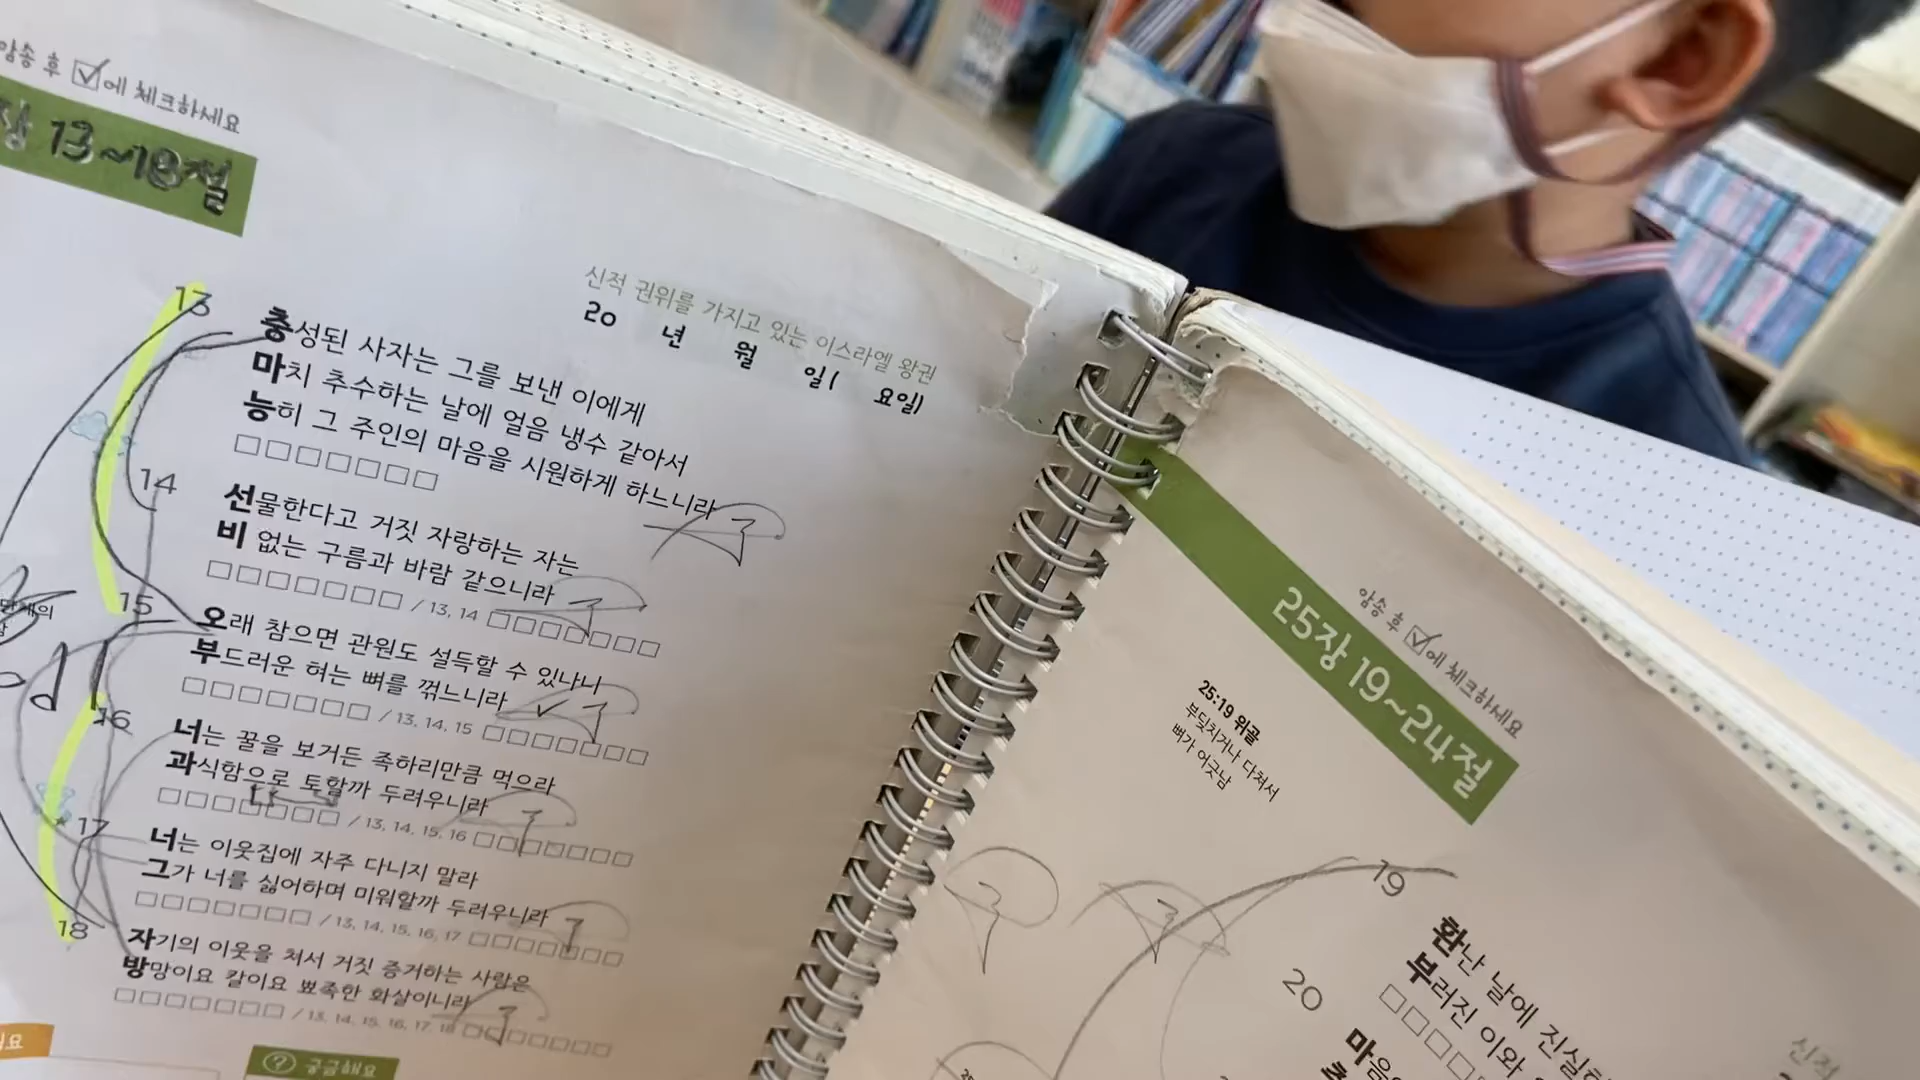 암송 후 ☑에 체크하세요
장 13~18절
신적 권위를 가지고 있는 이스라엘 왕권
20 년 월 일( 요일)
13
충성된 사자는 그를 보낸 이에게
마치 추수하는 날에 얼음 냉수 같아서
능히 그 주인의 마음을 시원하게 하느니라
□□□□□□□
14
선물한다고 거짓 자랑하는 자는
비 없는 구름과 바람 같으니라
□□□□□□□ / 13, 14 □□□□□□□
15
오래 참으면 관원도 설득할 수 있나니
부드러운 혀는 뼈를 꺾느니라
□□□□□□□ / 13, 14, 15 □□□□□□□
16
너는 꿀을 보거든 족하리만큼 먹으라
과식함으로 토할까 두려우니라
□□□□□□□ / 13, 14, 15, 16 □□□□□□□
17
너는 이웃집에 자주 다니지 말라
그가 너를 싫어하며 미워할까 두려우니라
□□□□□□□ / 13, 14, 15, 16, 17 □□□□□□□
18
자기의 이웃을 쳐서 거짓 증거하는 사람은
방망이요 칼이요 뾰족한 화살이니라
□□□□□□□ / 13, 14, 15, 16, 17, 18 □□□□□□□
? 궁금해요
암송 후 ☑에 체크하세요
25장 19~24절
25:19 위골
부딪치거나 다쳐서
뼈가 어긋남
19
환난 날에
부러진 이와
□□□□
20
신적